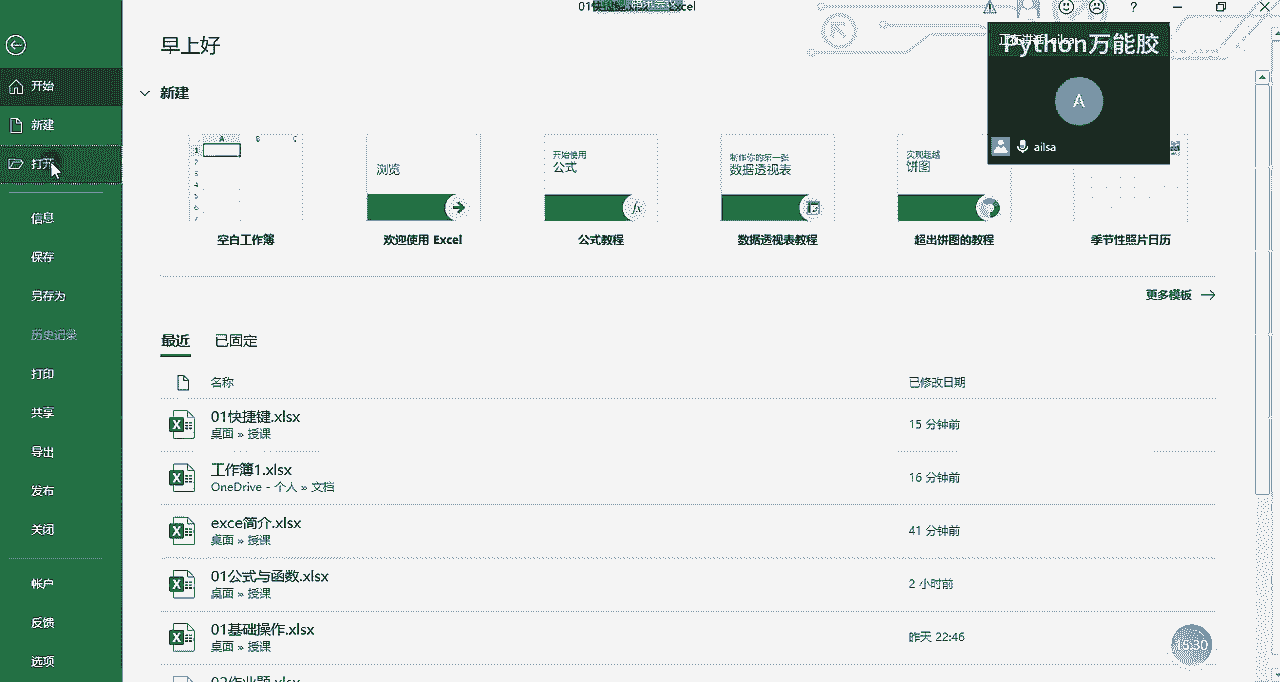 早上好
Python万能胶
A
ailsa
开始
新建
打开
信息
保存
另存为
历史记录
打印
共享
导出
发布
关闭
帐户
反馈
选项
新建
A B C
1
2
3
4
5
6
7
空白工作簿
浏览
欢迎使用 Excel
开始使用
公式
fx
公式教程
制作你的第一张
数据透视表
数据透视表教程
实现超越
饼图
超出饼图的教程
季节性照片日历
更多模板
最近 已固定
名称 已修改日期
01快捷键.xlsx
桌面 » 授课
15 分钟前
工作簿1.xlsx
OneDrive - 个人 » 文档
16 分钟前
exce简介.xlsx
桌面 » 授课
41 分钟前
01公式与函数.xlsx
桌面 » 授课
2 小时前
01基础操作.xlsx
桌面 » 授课
昨天 22:46